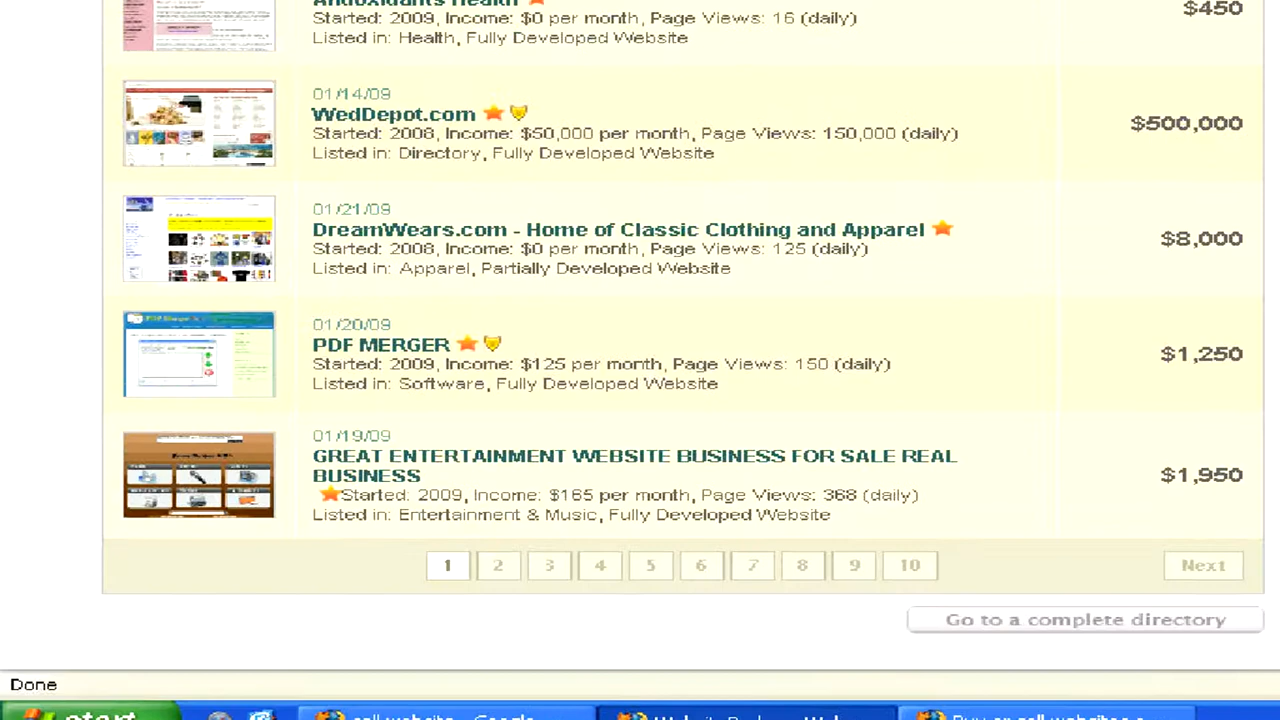 Antioxidants Health
Started: 2009, Income: $0 per month, Page Views: 16 (daily)
Listed in: Health, Fully Developed Website
$450
01/14/09
WedDepot.com
Started: 2008, Income: $50,000 per month, Page Views: 150,000 (daily)
Listed in: Directory, Fully Developed Website
$500,000
01/21/09
DreamWears.com - Home of Classic Clothing and Apparel
Started: 2008, Income: $0 per month, Page Views: 125 (daily)
Listed in: Apparel, Partially Developed Website
$8,000
01/20/09
PDF MERGER
Started: 2009, Income: $125 per month, Page Views: 150 (daily)
Listed in: Software, Fully Developed Website
$1,250
01/19/09
GREAT ENTERTAINMENT WEBSITE BUSINESS FOR SALE REAL
BUSINESS
Started: 2009, Income: $165 per month, Page Views: 368 (daily)
Listed in: Entertainment & Music, Fully Developed Website
$1,950
1 2 3 4 5 6 7 8 9 10 Next
Go to a complete directory
Done
start